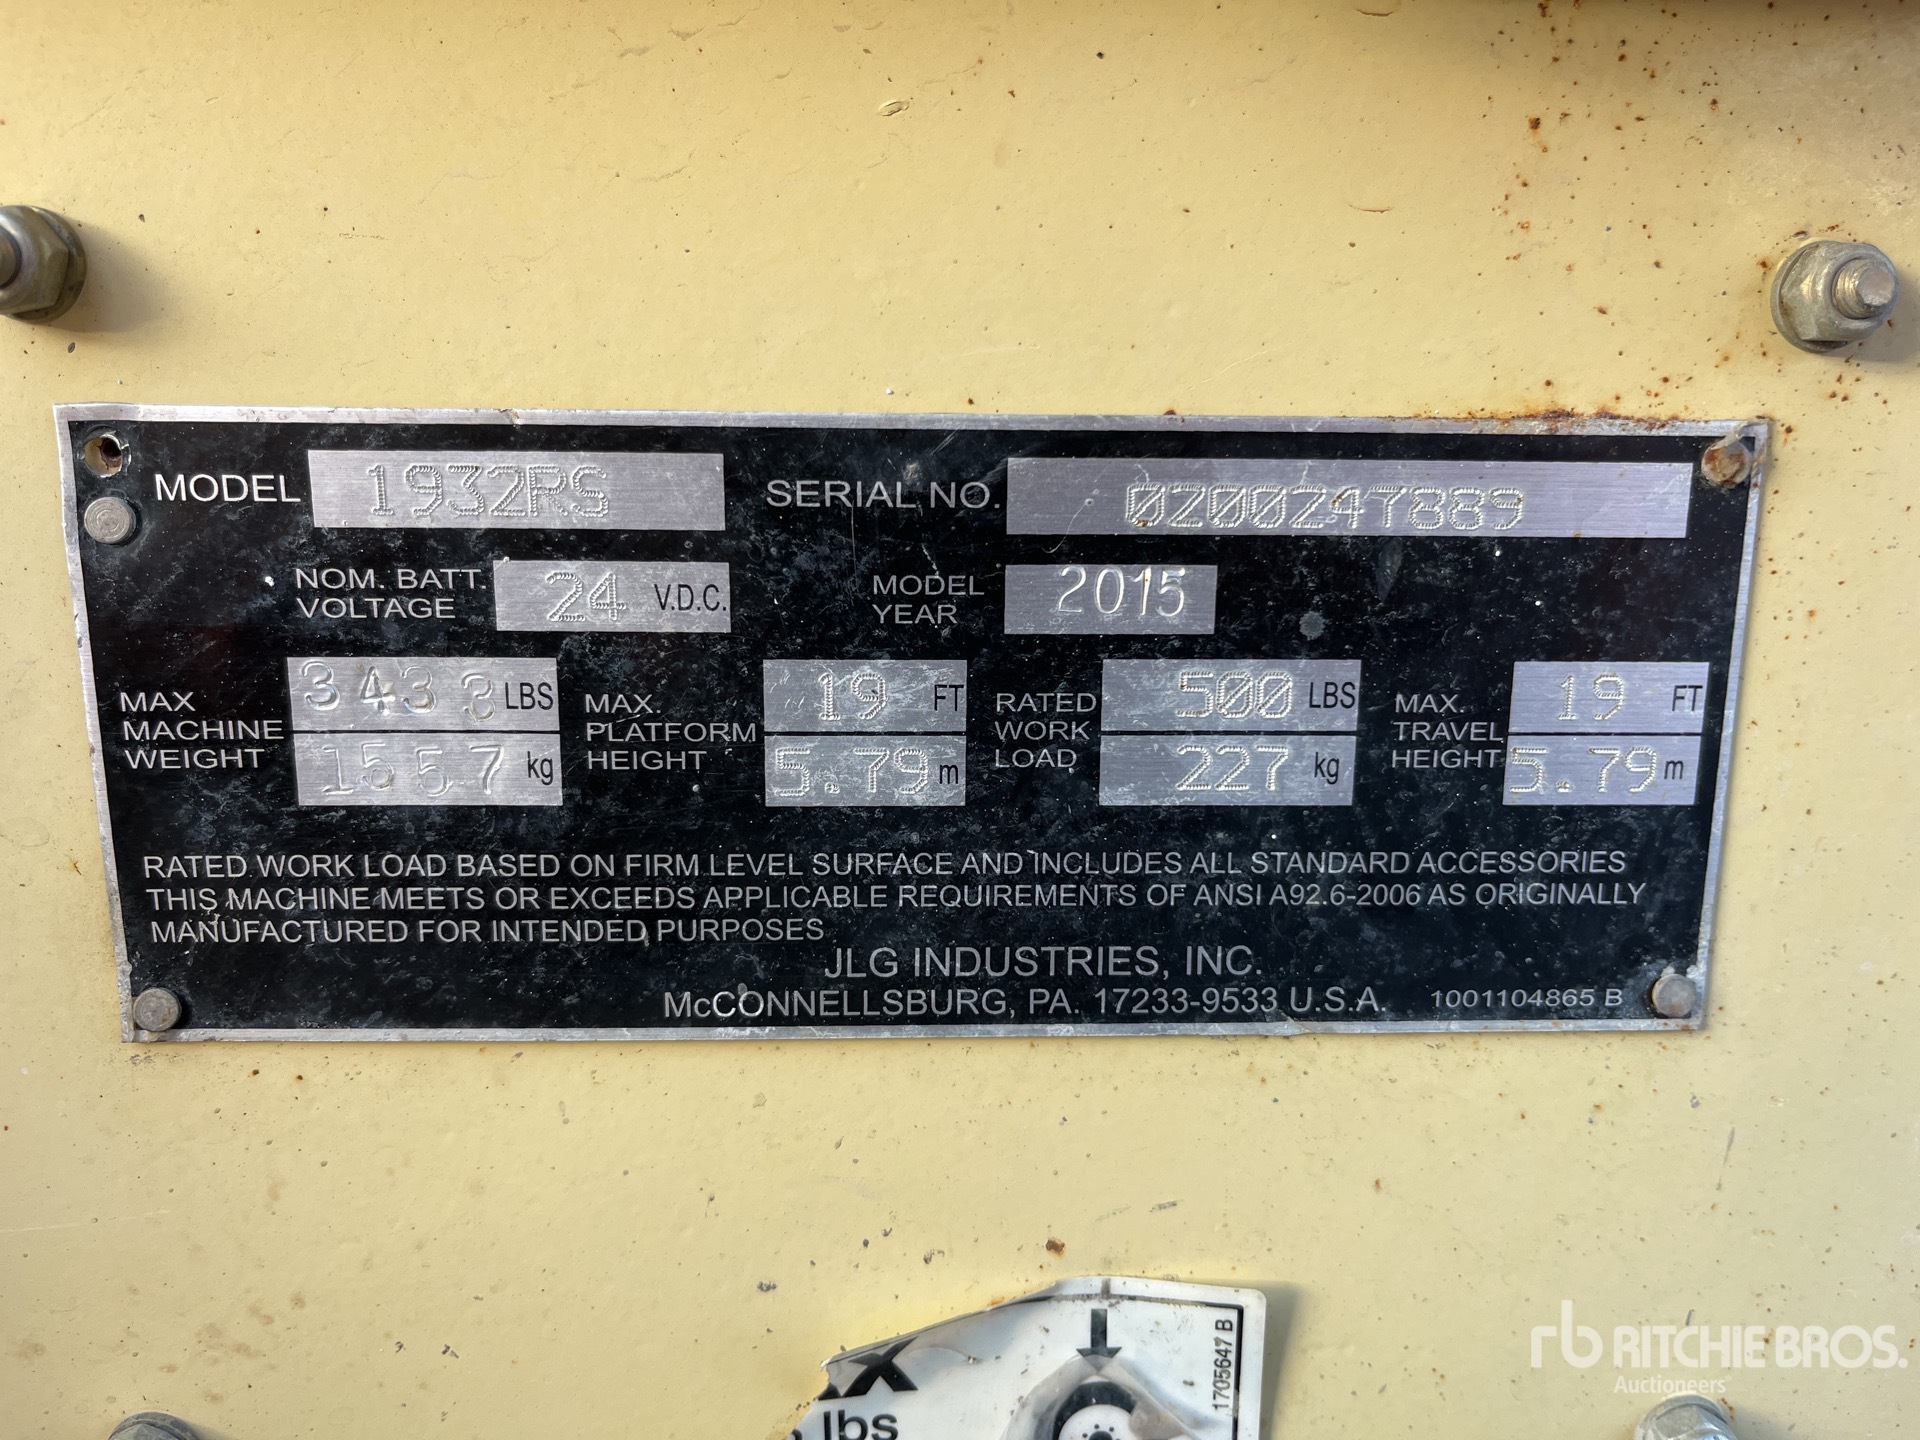 MODEL 1932RS SERIAL NO. 0200247889
NOM. BATT. VOLTAGE 24 V.D.C. MODEL YEAR 2015
MAX MACHINE WEIGHT 3433 LBS 1557 kg MAX. PLATFORM HEIGHT 19 FT 5.79 m RATED WORK LOAD 500 LBS 227 kg MAX. TRAVEL HEIGHT 19 FT 5.79 m
RATED WORK LOAD BASED ON FIRM LEVEL SURFACE AND INCLUDES ALL STANDARD ACCESSORIES
THIS MACHINE MEETS OR EXCEEDS APPLICABLE REQUIREMENTS OF ANSI A92.6-2006 AS ORIGINALLY
MANUFACTURED FOR INTENDED PURPOSES
JLG INDUSTRIES, INC.
McCONNELLSBURG, PA. 17233-9533 U.S.A. 1001104865 B
1705647 B
lbs
rb RITCHIE BROS.
Auctioneers